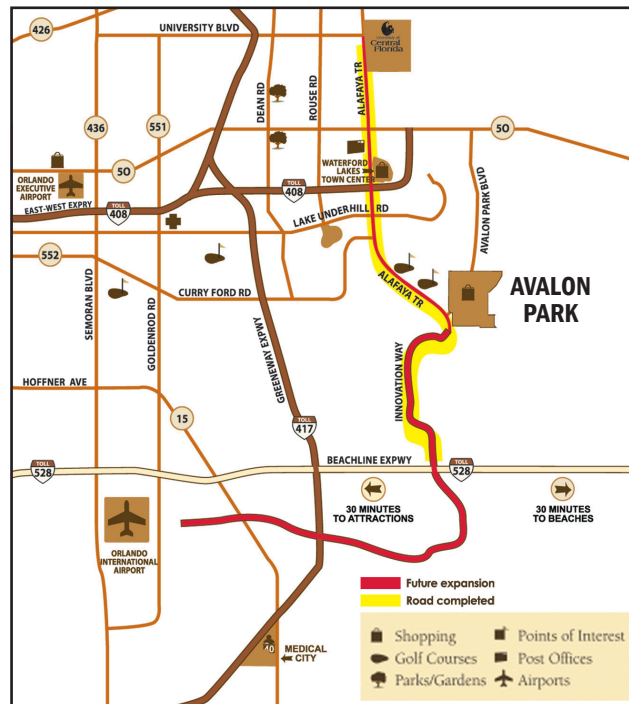 UNIVERSITY BLVD
426
Central
Florida
DEAN RD
ROUSE RD
ALAFAYA TR
436
551
50
50
WATERFORD
LAKES
TOWN CENTER
ORLANDO
EXECUTIVE
AIRPORT
EAST-WEST EXPRY
TOLL
408
TOLL
408
LAKE UNDERHILL RD
AVALON PARK BLVD
552
SEMORAN BLVD
GOLDENROD RD
CURRY FORD RD
ALAFAYA TR
AVALON
PARK
GREENEWAY EXPWY
INNOVATION WAY
HOFFNER AVE
15
TOLL
417
BEACHLINE EXPWY
TOLL
528
TOLL
528
30 MINUTES
TO ATTRACTIONS
30 MINUTES
TO BEACHES
ORLANDO
INTERNATIONAL
AIRPORT
Future expansion
Road completed
MEDICAL
CITY
Shopping
Points of Interest
Golf Courses
Post Offices
Parks/Gardens
Airports